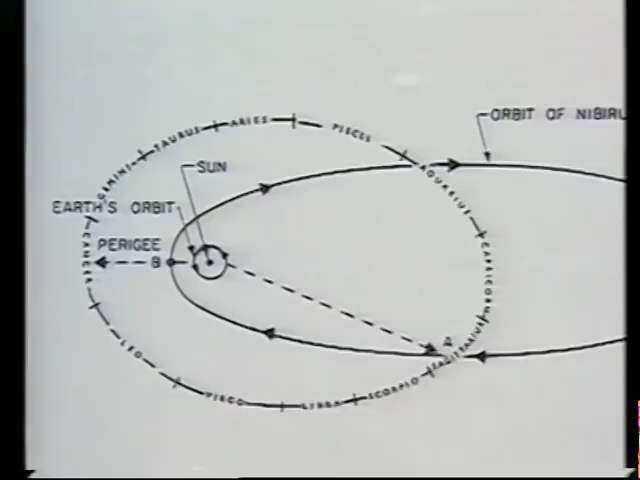 ARIES
PISCES
TAURUS
GEMINI
ORBIT OF NIBIRU
SUN
AQUARIUS
EARTH'S ORBIT
CANCER
PERIGEE
B
CAPRICORN
A
SAGITTARIUS
LEO
VIRGO
LIBRA
SCORPIO